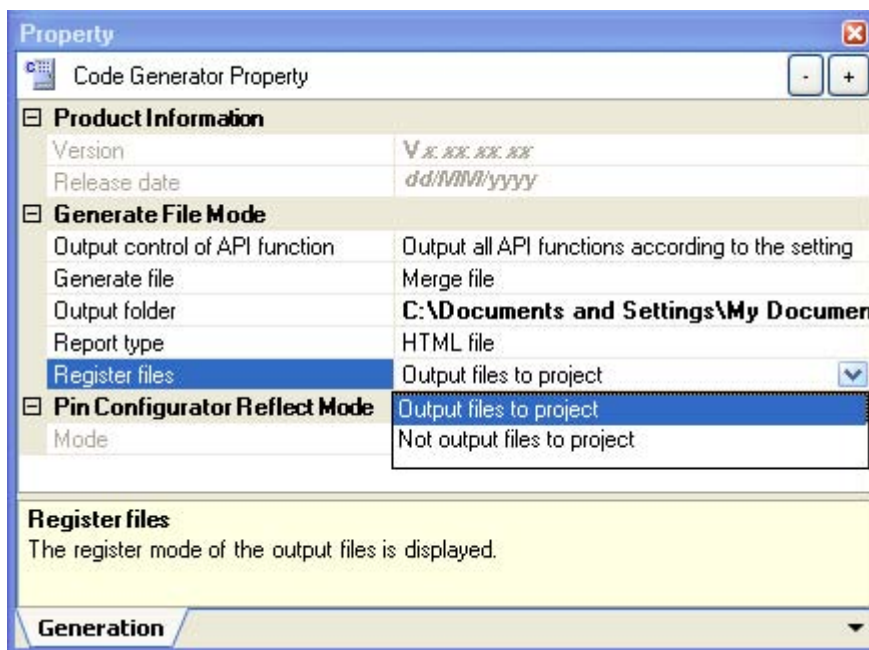 Property
Code Generator Property
- +
Product Information
Version V x.xx.xx.xx
Release date dd/MM/yyyy
Generate File Mode
Output control of API function Output all API functions according to the setting
Generate file Merge file
Output folder C:\Documents and Settings\My Documen
Report type HTML file
Register files Output files to project
Pin Configurator Reflect Mode Output files to project
Mode Not output files to project
Register files
The register mode of the output files is displayed.
Generation